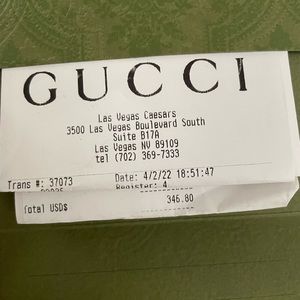 GUCCI
Las Vegas Caesars
3500 Las Vegas Boulevard South
Suite B17A
Las Vegas NV 89109
tel (702) 369-7333
Trans #: 37073 Date: 4/2/22 18:51:47
Register: 4
Total USD$ 346.80